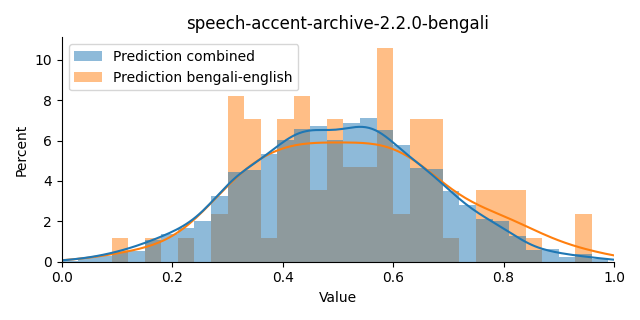 speech-accent-archive-2.2.0-bengali
Prediction combined
Prediction bengali-english
Percent
10
8
6
4
2
0
0.0 0.2 0.4 0.6 0.8 1.0
Value